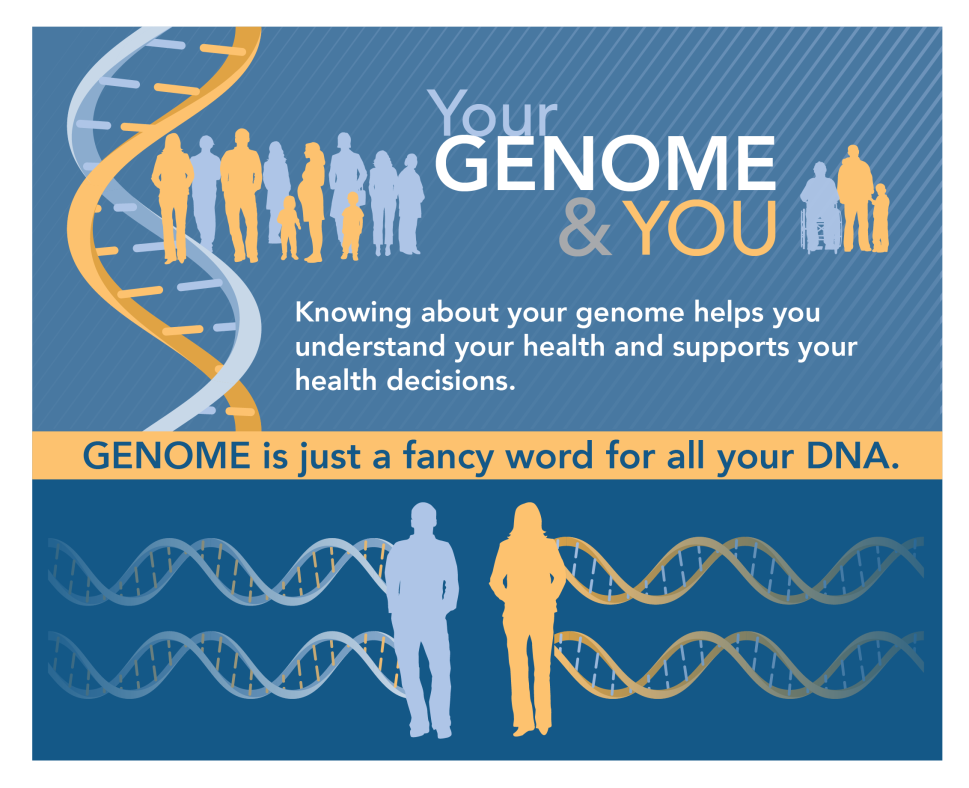 Your
GENOME
& YOU
Knowing about your genome helps you
understand your health and supports your
health decisions.
GENOME is just a fancy word for all your DNA.